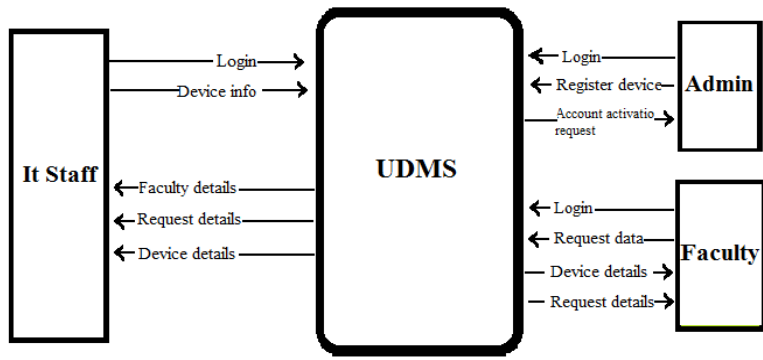 Login
Device info
It Staff
Faculty details
Request details
Device details
UDMS
Login
Register device
Account activatio
request
Admin
Login
Request data
Device details
Request details
Faculty